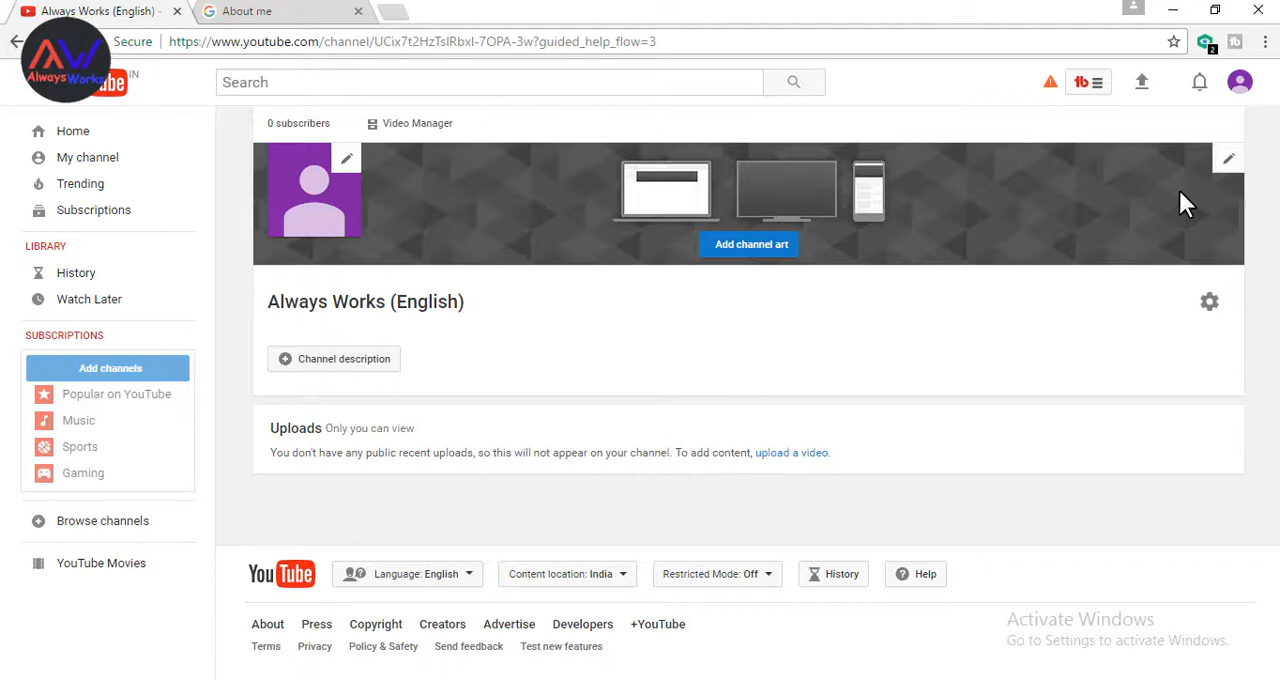 Always Works (English) -
About me
Secure
https://www.youtube.com/channel/UCix7t2HzTsIRbxI-7OPA-3w?guided_help_flow=3
2
AW
AlwaysWorks
IN
Search
Home
My channel
Trending
Subscriptions
LIBRARY
History
Watch Later
SUBSCRIPTIONS
Add channels
Popular on YouTube
Music
Sports
Gaming
Browse channels
YouTube Movies
0 subscribers
Video Manager
Add channel art
Always Works (English)
Channel description
Uploads Only you can view
You don't have any public recent uploads, so this will not appear on your channel. To add content, upload a video.
YouTube
Language: English
Content location: India
Restricted Mode: Off
History
Help
About Press Copyright Creators Advertise Developers +YouTube
Terms Privacy Policy & Safety Send feedback Test new features
Activate Windows
Go to Settings to activate Windows.